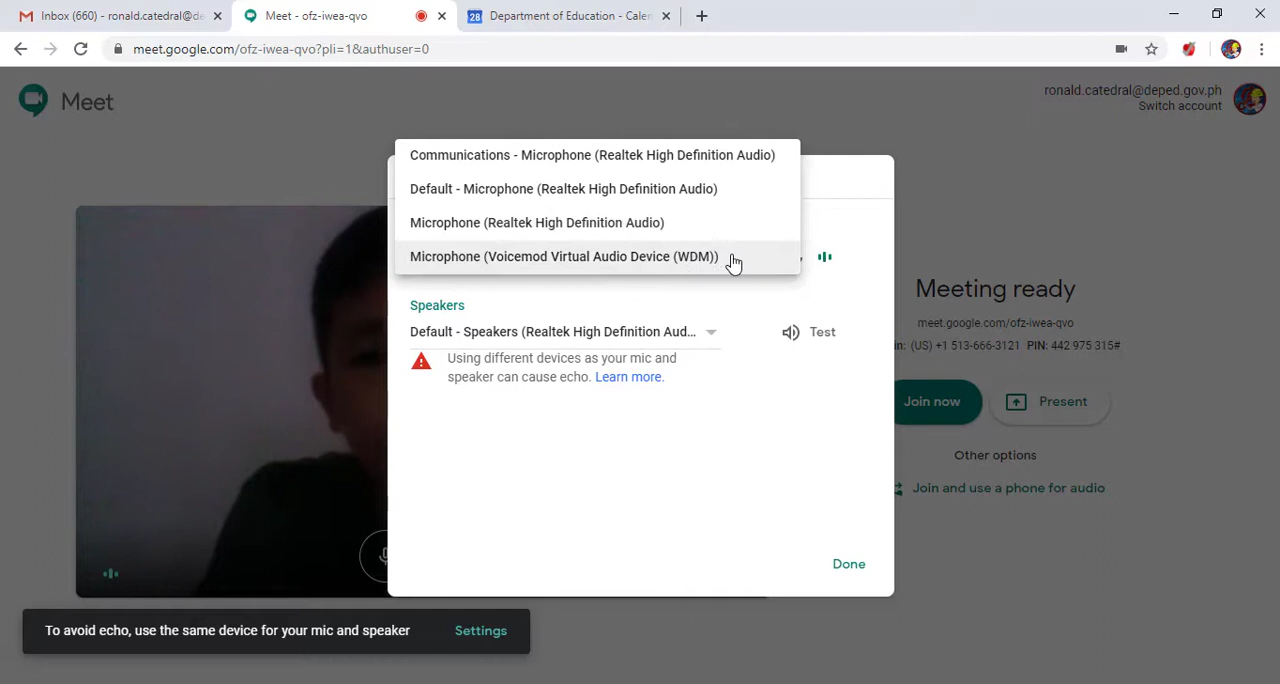 Inbox (660) - ronald.catedral@de
Meet - ofz-iwea-qvo
28
Department of Education - Calen
meet.google.com/ofz-iwea-qvo?pli=1&authuser=0
Meet
ronald.catedral@deped.gov.ph
Switch account
Communications - Microphone (Realtek High Definition Audio)
Default - Microphone (Realtek High Definition Audio)
Microphone (Realtek High Definition Audio)
Microphone (Voicemod Virtual Audio Device (WDM))
Speakers
Default - Speakers (Realtek High Definition Aud...
Test
Using different devices as your mic and
speaker can cause echo. Learn more.
Done
Meeting ready
meet.google.com/ofz-iwea-qvo
in: (US) +1 513-666-3121 PIN: 442 975 315#
Join now
Present
Other options
Join and use a phone for audio
To avoid echo, use the same device for your mic and speaker
Settings